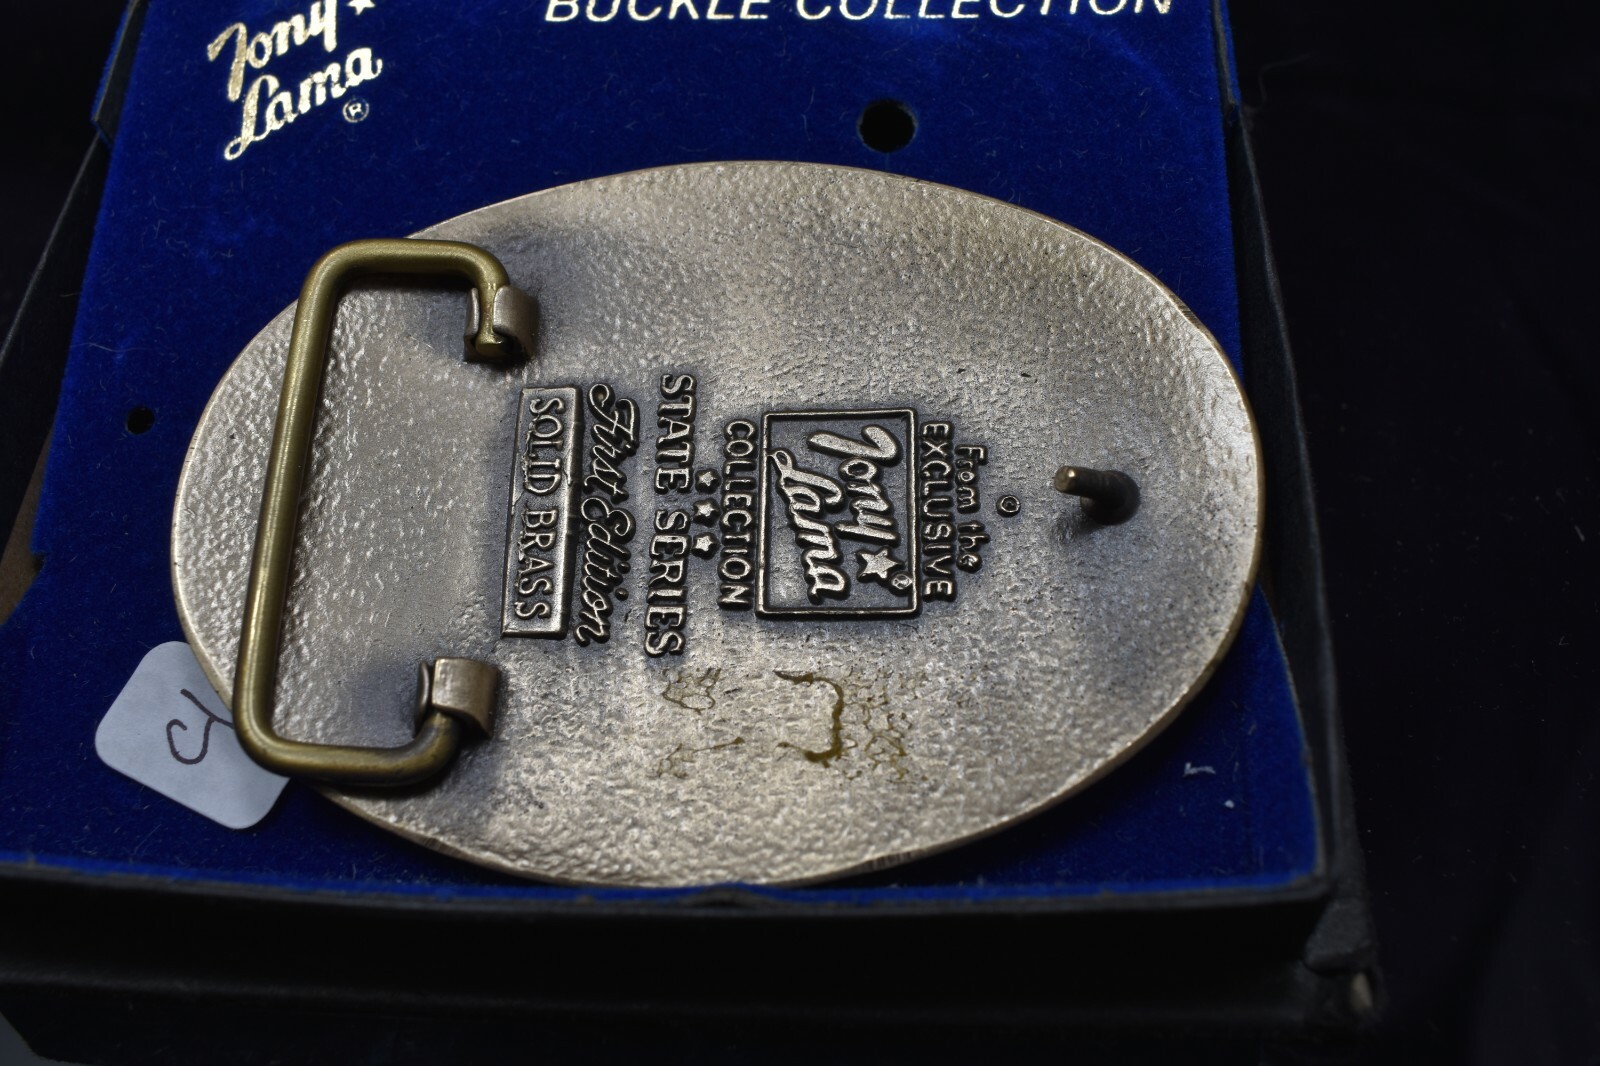 Tony
Lama
®
BUCKLE COLLECTION
©
From the
EXCLUSIVE
Tony
Lama
®
COLLECTION
STATE SERIES
First Edition
SOLID BRASS